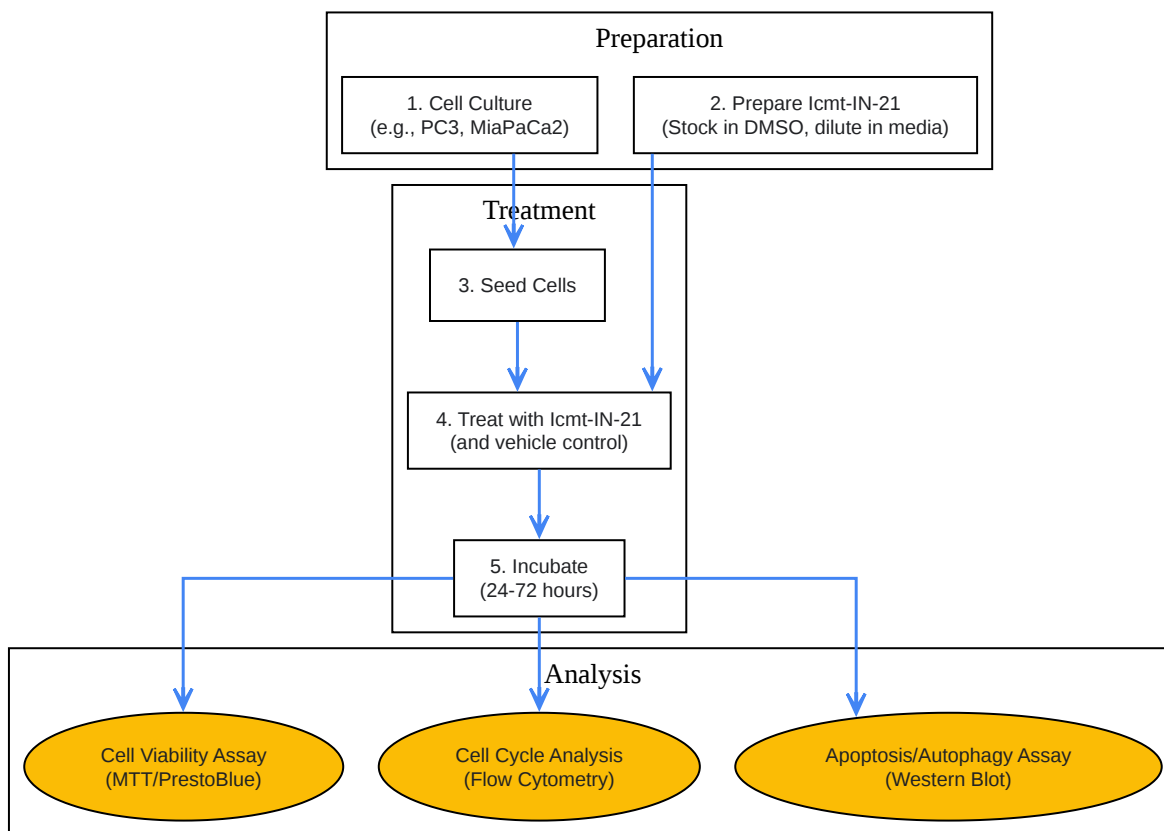 Preparation
1. Cell Culture
(e.g., PC3, MiaPaCa2)
2. Prepare Icmt-IN-21
(Stock in DMSO, dilute in media)
Treatment
3. Seed Cells
4. Treat with Icmt-IN-21
(and vehicle control)
5. Incubate
(24-72 hours)
Analysis
Cell Viability Assay
(MTT/PrestoBlue)
Cell Cycle Analysis
(Flow Cytometry)
Apoptosis/Autophagy Assay
(Western Blot)